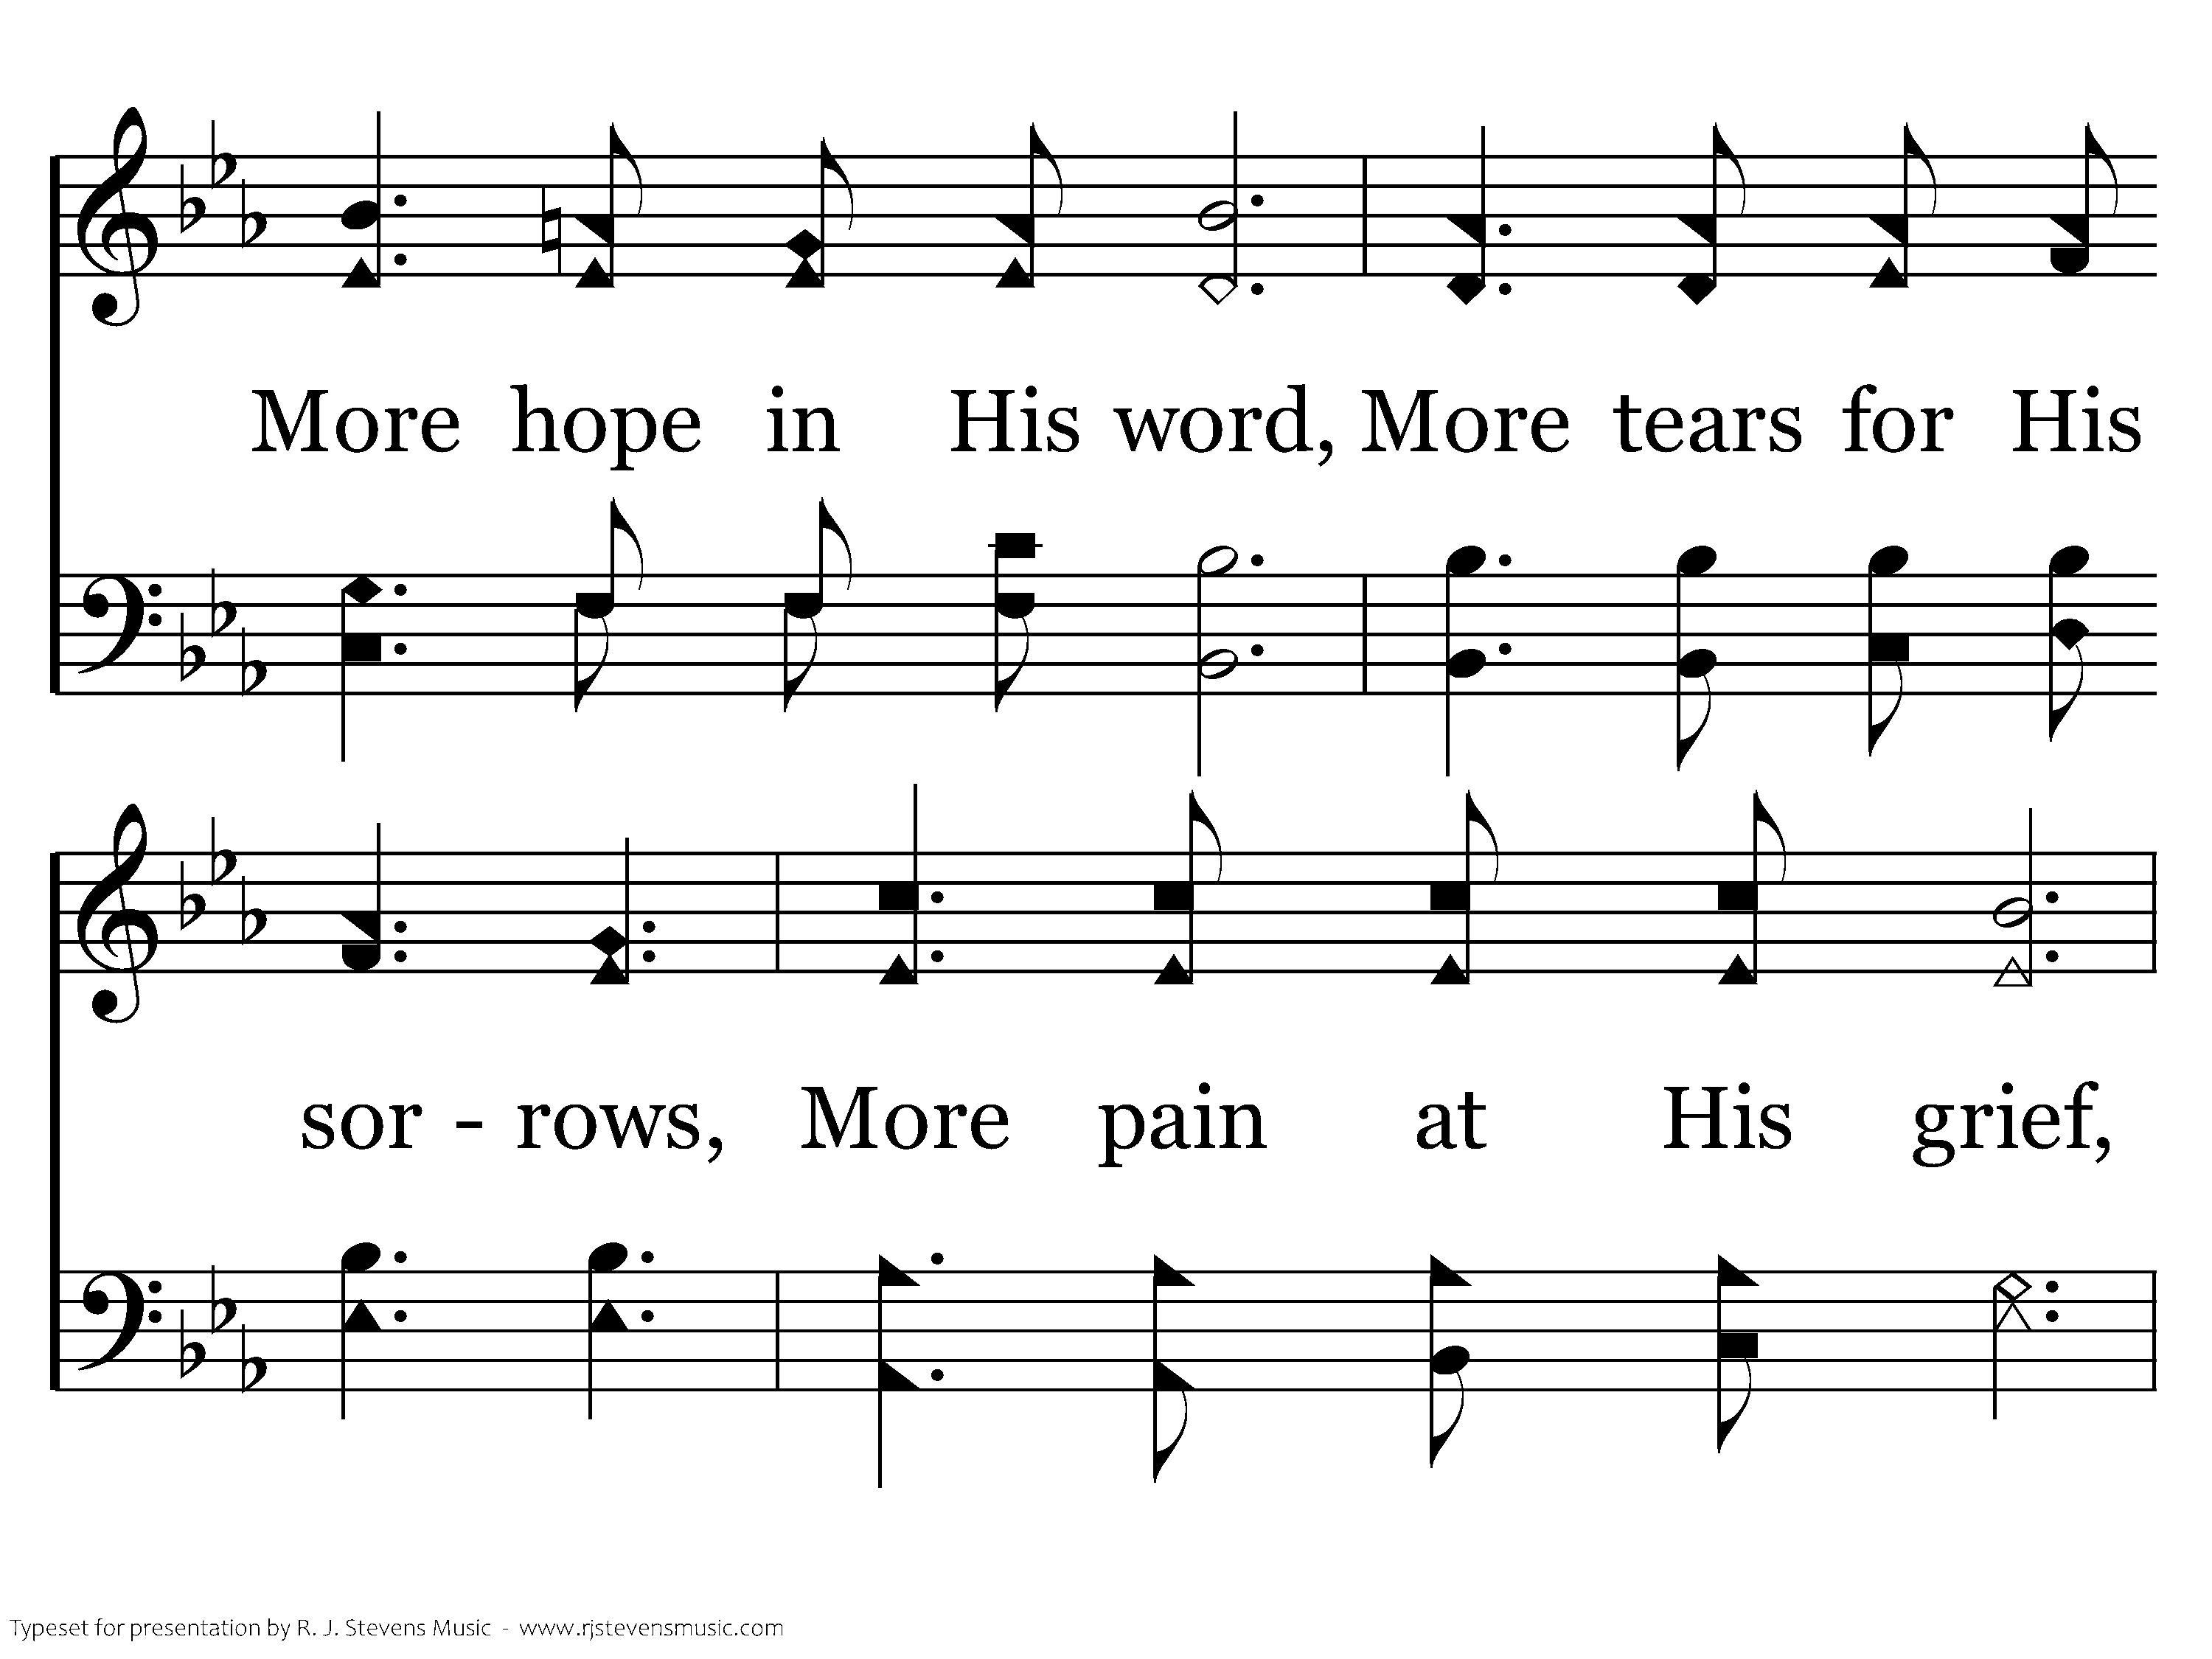 More hope in His word, More tears for His
sor - rows, More pain at His grief,
Typeset for presentation by R. J. Stevens Music - www.rjstevensmusic.com